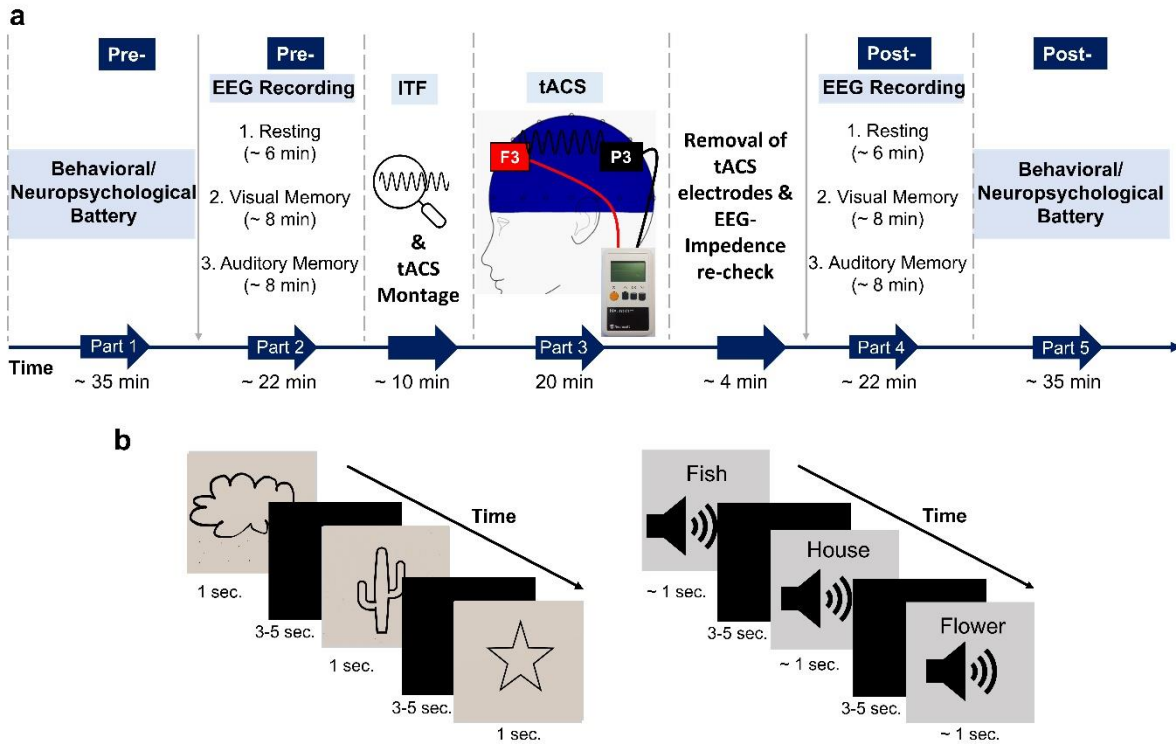 a
Pre-
Behavioral/
Neuropsychological
Battery
Pre-
EEG Recording
1. Resting
(~ 6 min)
2. Visual Memory
(~ 8 min)
3. Auditory Memory
(~ 8 min)
ITF
&
tACS
Montage
tACS
F3
P3
Removal of
tACS
electrodes &
EEG-
Impedence
re-check
Post-
EEG Recording
1. Resting
(~ 6 min)
2. Visual Memory
(~ 8 min)
3. Auditory Memory
(~ 8 min)
Post-
Behavioral/
Neuropsychological
Battery
Time
Part 1
Part 2
Part 3
Part 4
Part 5
~ 35 min
~ 22 min
~ 10 min
20 min
~ 4 min
~ 22 min
~ 35 min
b
Time
1 sec.
3-5 sec.
1 sec.
3-5 sec.
1 sec.
Fish
House
Flower
Time
~ 1 sec.
3-5 sec.
~ 1 sec.
3-5 sec.
~ 1 sec.